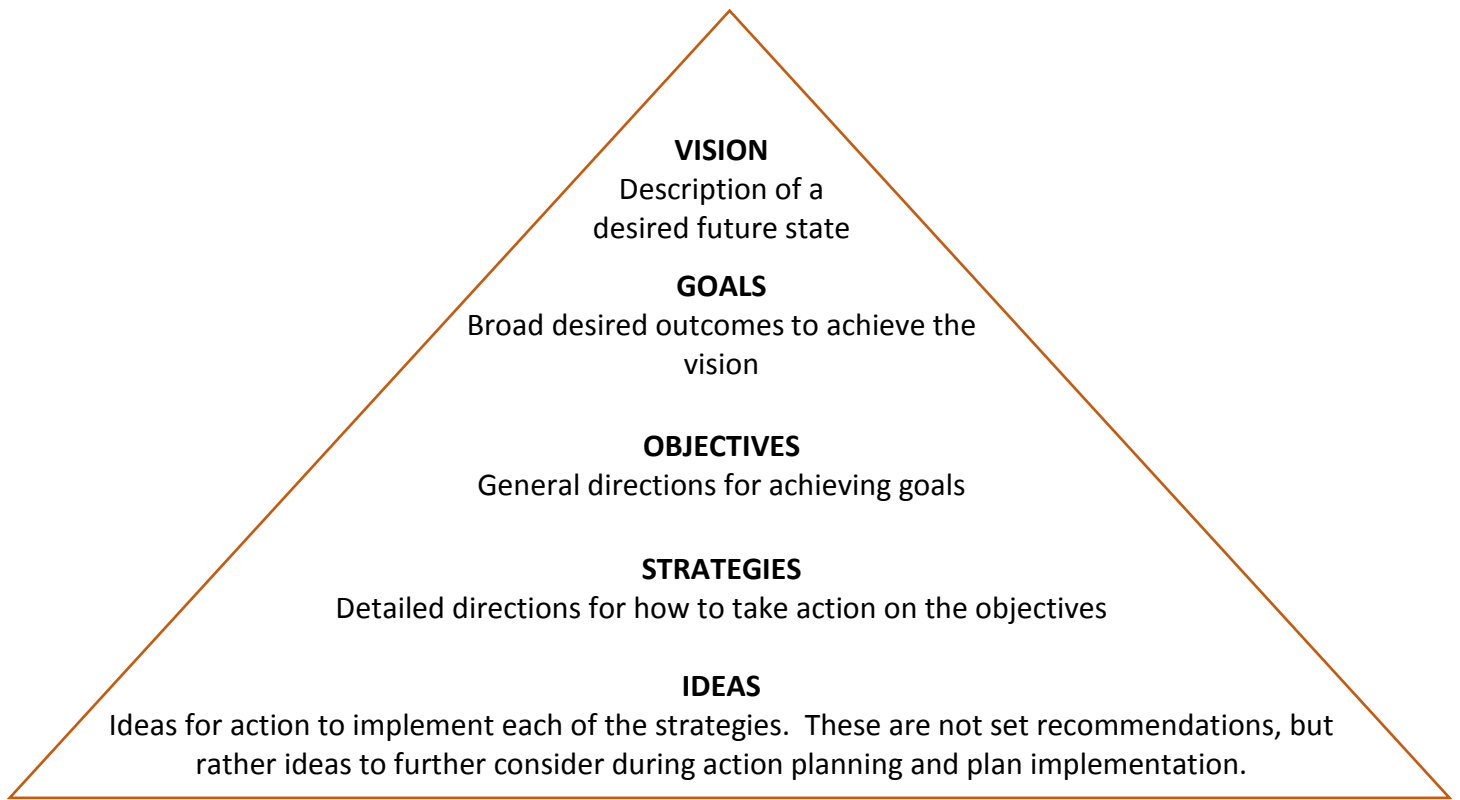 VISION
Description of a
desired future state
GOALS
Broad desired outcomes to achieve the
vision
OBJECTIVES
General directions for achieving goals
STRATEGIES
Detailed directions for how to take action on the objectives
IDEAS
Ideas for action to implement each of the strategies.  These are not set recommendations, but
rather ideas to further consider during action planning and plan implementation.